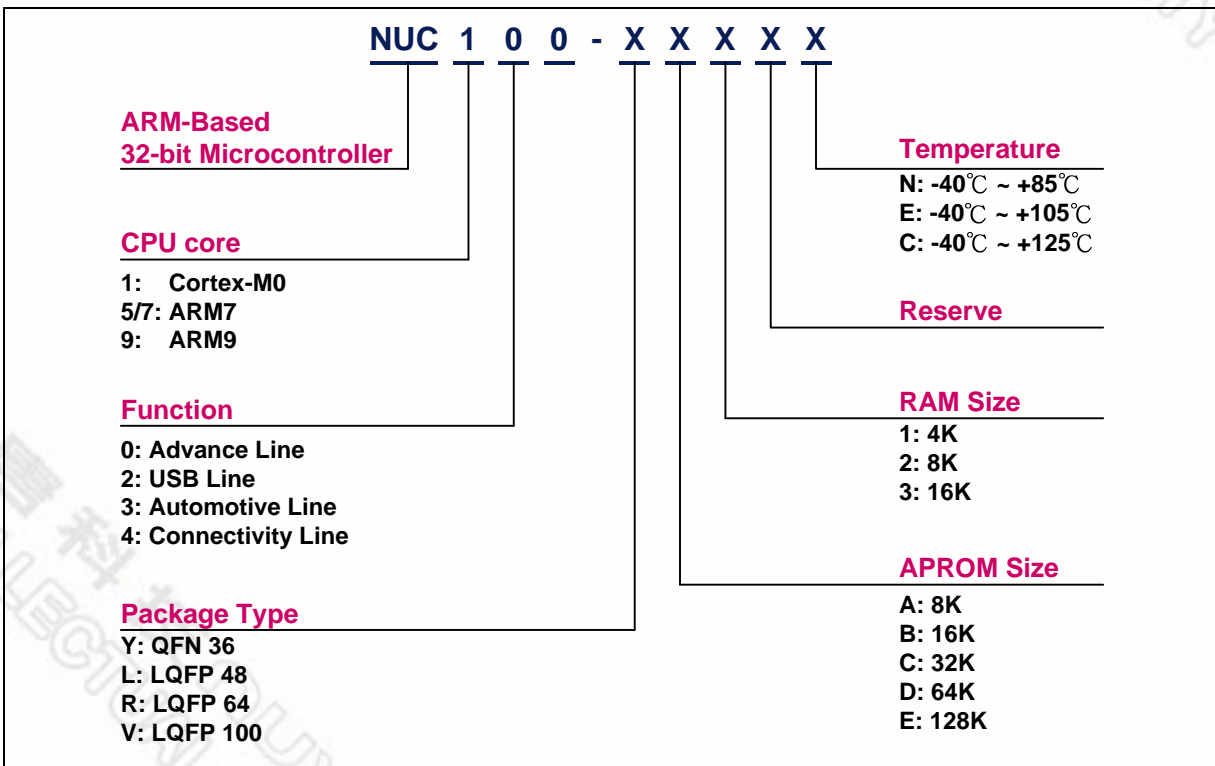 NUC 1 0 0 - X X X X X
ARM-Based
32-bit Microcontroller
CPU core
1: Cortex-M0
5/7: ARM7
9: ARM9
Function
0: Advance Line
2: USB Line
3: Automotive Line
4: Connectivity Line
Package Type
Y: QFN 36
L: LQFP 48
R: LQFP 64
V: LQFP 100
Temperature
N: -40℃ ~ +85℃
E: -40℃ ~ +105℃
C: -40℃ ~ +125℃
Reserve
RAM Size
1: 4K
2: 8K
3: 16K
APROM Size
A: 8K
B: 16K
C: 32K
D: 64K
E: 128K